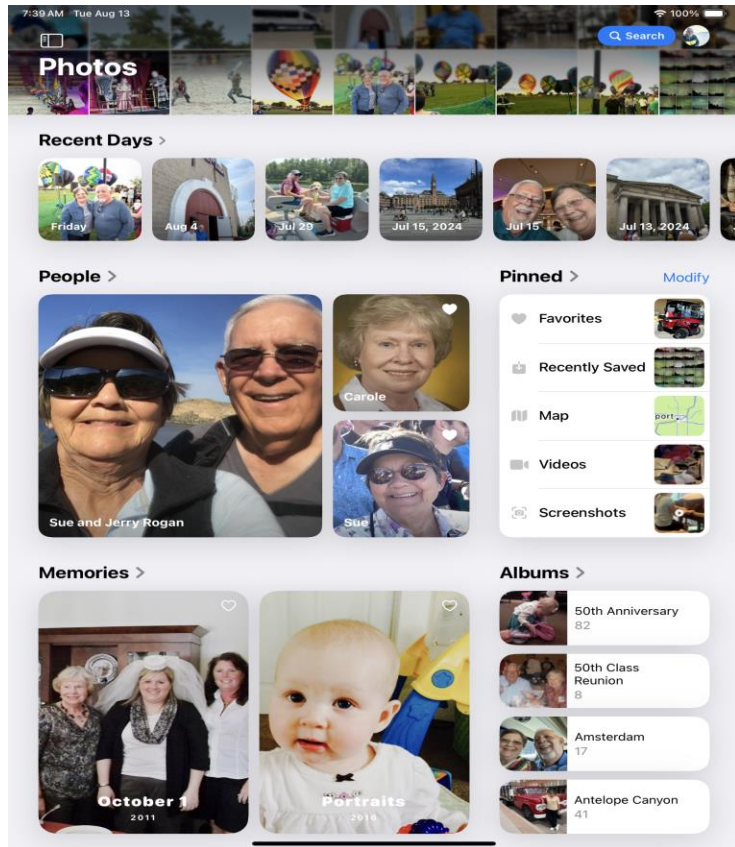 7:39 AM Tue Aug 13
100%
Search
Photos
Recent Days >
Friday
Aug 4
Jul 29
Jul 15, 2024
Jul 15
Jul 13, 2024
People >
Pinned >
Modify
Carole
Sue
Sue and Jerry Rogan
Favorites
Recently Saved
Map
port
Videos
Screenshots
Memories >
Albums >
October 1
2011
Portraits
2010
50th Anniversary
82
50th Class
Reunion
8
Amsterdam
17
Antelope Canyon
41